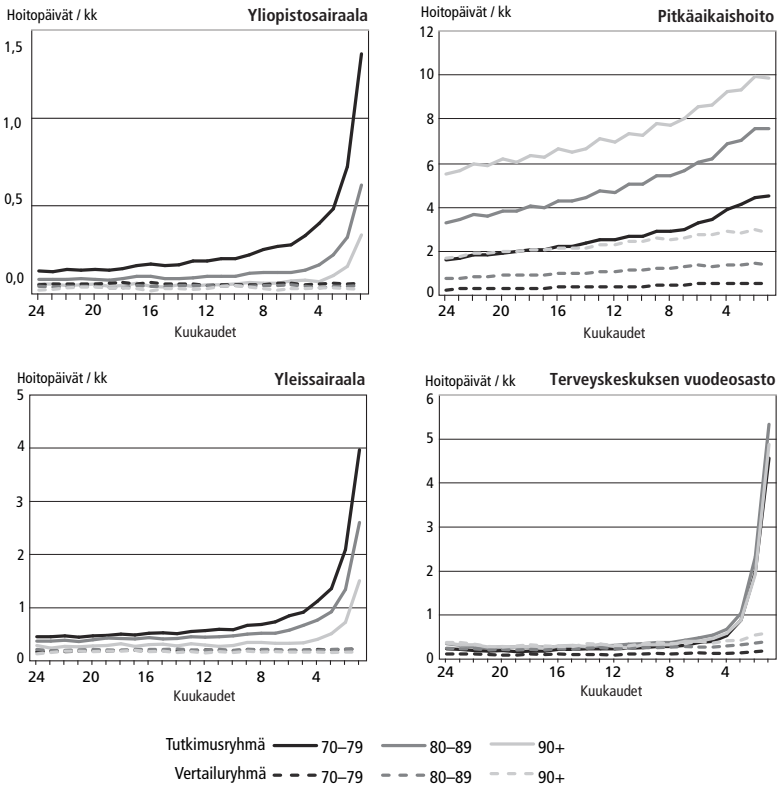 Hoitopäivät / kk
Yliopistosairaala
1,5
1,0
0,5
0,0
24 20 16 12 8 4
Kuukaudet
Hoitopäivät / kk
Pitkäaikaishoito
12
10
8
6
4
2
0
24 20 16 12 8 4
Kuukaudet
Hoitopäivät / kk
Yleissairaala
5
4
3
2
1
0
24 20 16 12 8 4
Kuukaudet
Hoitopäivät / kk
Terveyskeskuksen vuodeosasto
6
5
4
3
2
1
0
24 20 16 12 8 4
Kuukaudet
Tutkimusryhmä 70–79 80–89 90+
Vertailuryhmä 70–79 80–89 90+